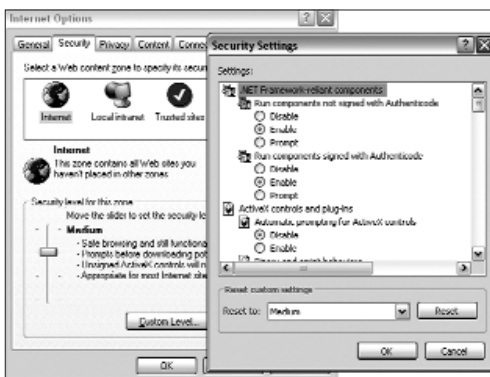 Internet Options
General Security Privacy Content Connec
Select a Web content zone to specify its secur
Internet Local intranet Trusted sites
Internet
This zone contains all Web sites you
haven't placed in other zones
Security level for this zone
Move the slider to set the security le
Medium
- Safe browsing and still functiona
- Prompts before downloading pot
- Unsigned ActiveX controls will n
- Appropriate for most Internet site
Custom Level...
OK
Security Settings
Settings:
.NET Framework-reliant components
Run components not signed with Authenticode
Disable
Enable
Prompt
Run components signed with Authenticode
Disable
Enable
Prompt
ActiveX controls and plug-ins
Automatic prompting for ActiveX controls
Disable
Enable
Reset custom settings
Reset to: Medium Reset
OK Cancel